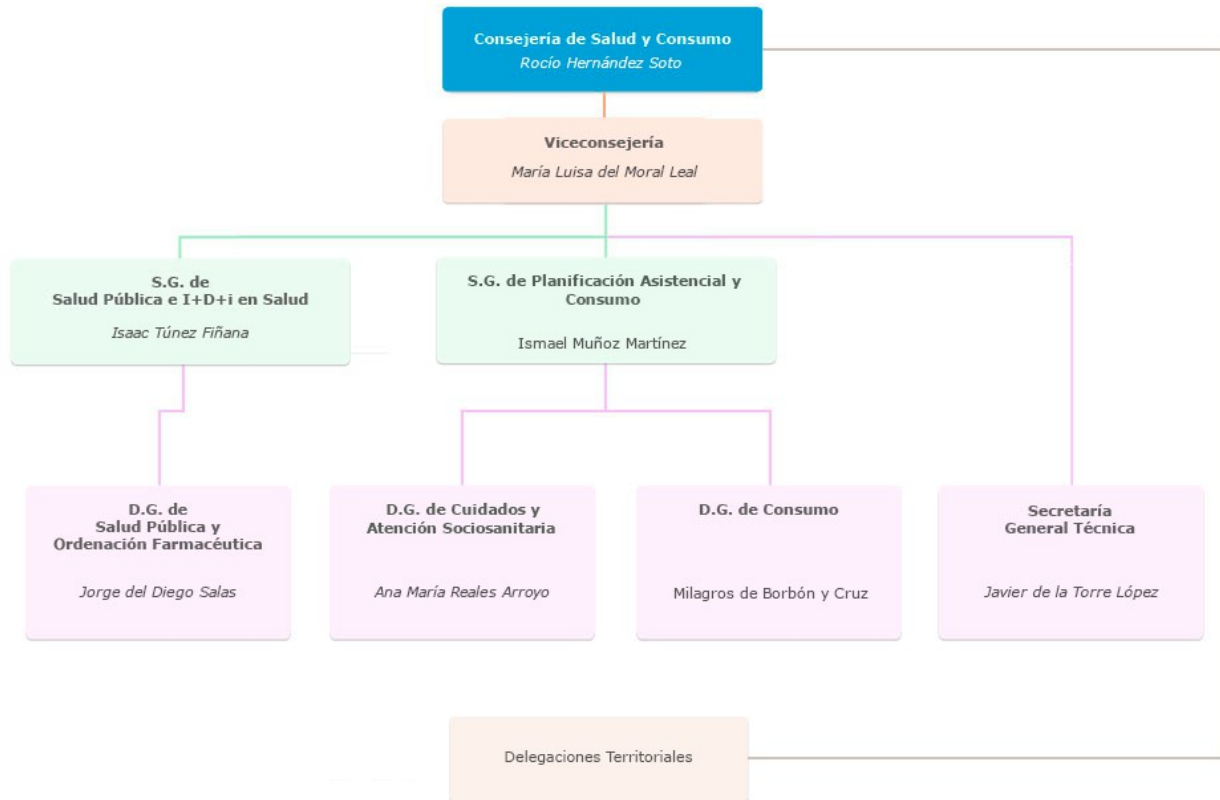 Consejería de Salud y Consumo
Rocío Hernández Soto
Viceconsejería
María Luisa del Moral Leal
S.G. de
Salud Pública e I+D+i en Salud
Isaac Túnez Fiñana
S.G. de Planificación Asistencial y
Consumo
Ismael Muñoz Martínez
D.G. de
Salud Pública y
Ordenación Farmacéutica
Jorge del Diego Salas
D.G. de Cuidados y
Atención Sociosanitaria
Ana María Reales Arroyo
D.G. de Consumo
Milagros de Borbón y Cruz
Secretaría
General Técnica
Javier de la Torre López
Delegaciones Territoriales